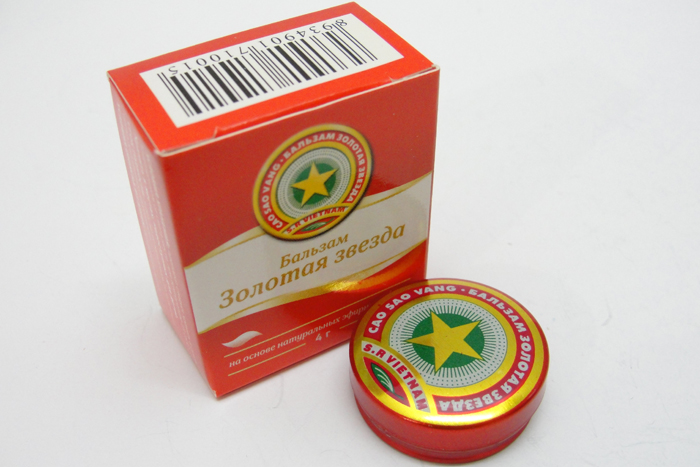 8934901710015
CAO SAO VANG · БАЛЬЗАМ ЗОЛОТАЯ ЗВЕЗДА
S.R VIETNAM
Бальзам
Золотая звезда
на основе натуральных
4 г
CAO SAO VANG · БАЛЬЗАМ ЗОЛОТАЯ ЗВЕЗДА
S.R VIETNAM